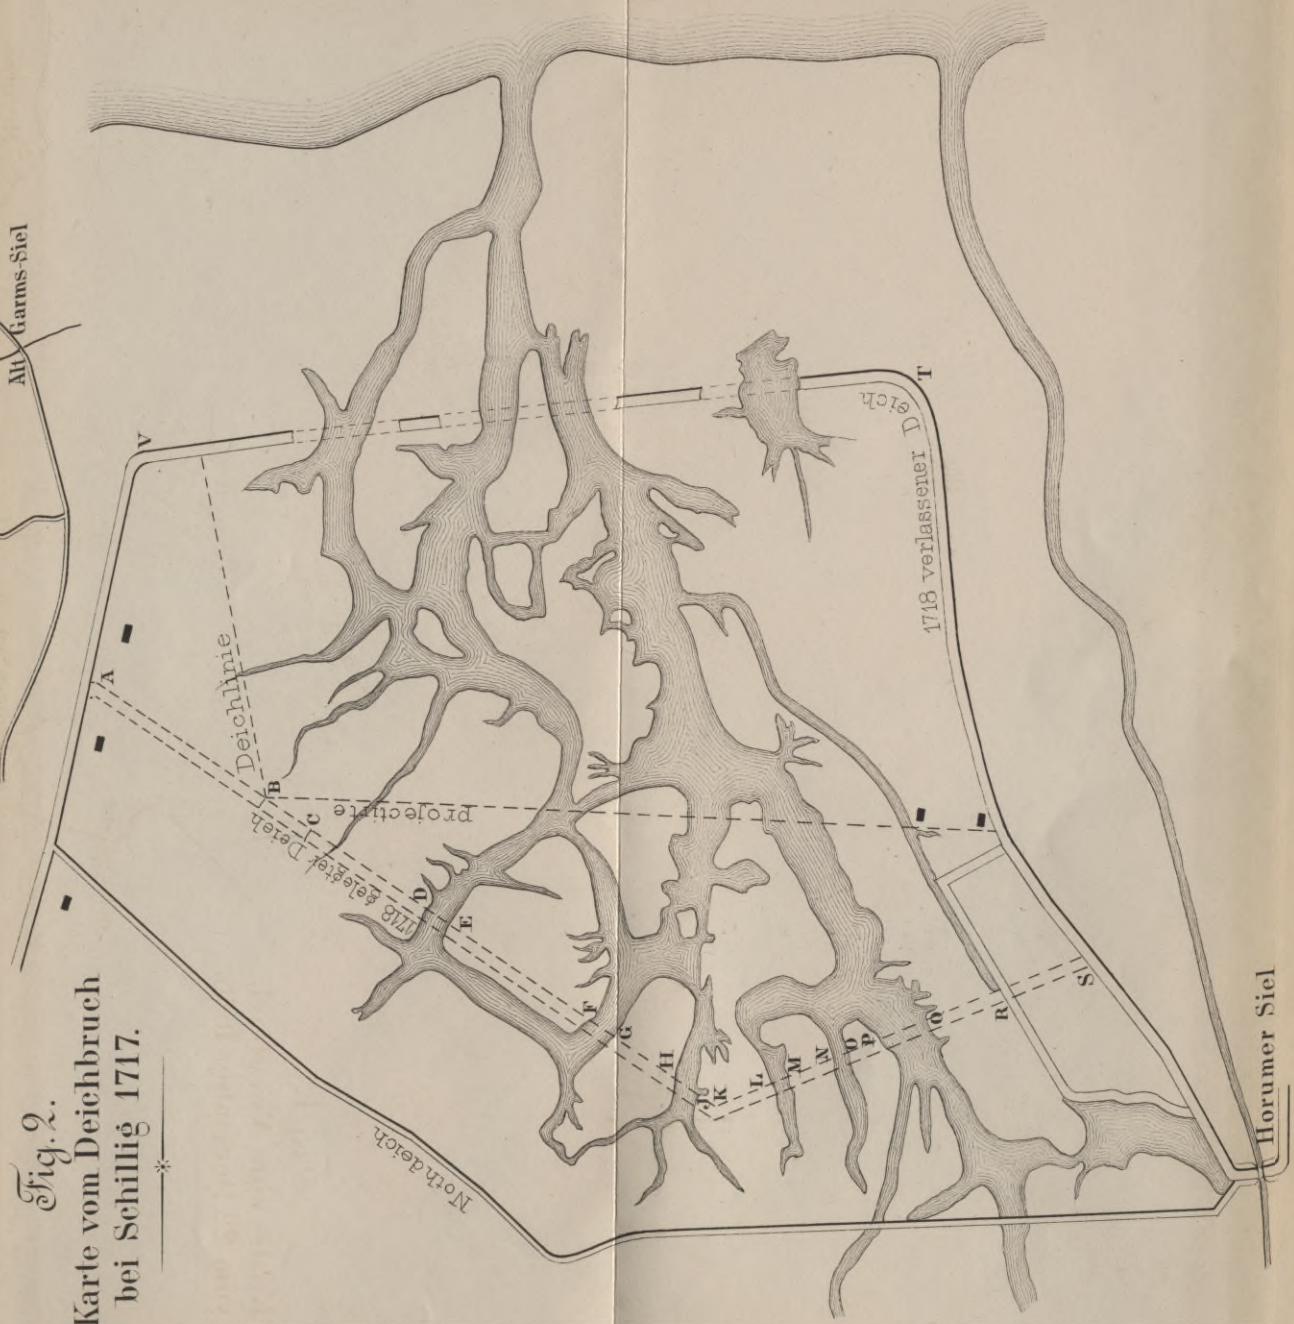 Fig. 2.
Karte vom Deichbruch
bei Schillig 1717.
Alt Garms-Siel
V
A
Deichlinie
B
C
projectirte
1718 gelegter Deich
D
E
F
G
H
J
K
L
M
N
O
P
Q
R
S
T
1718 verlassener Deich
Nothdeich
Horumer Siel